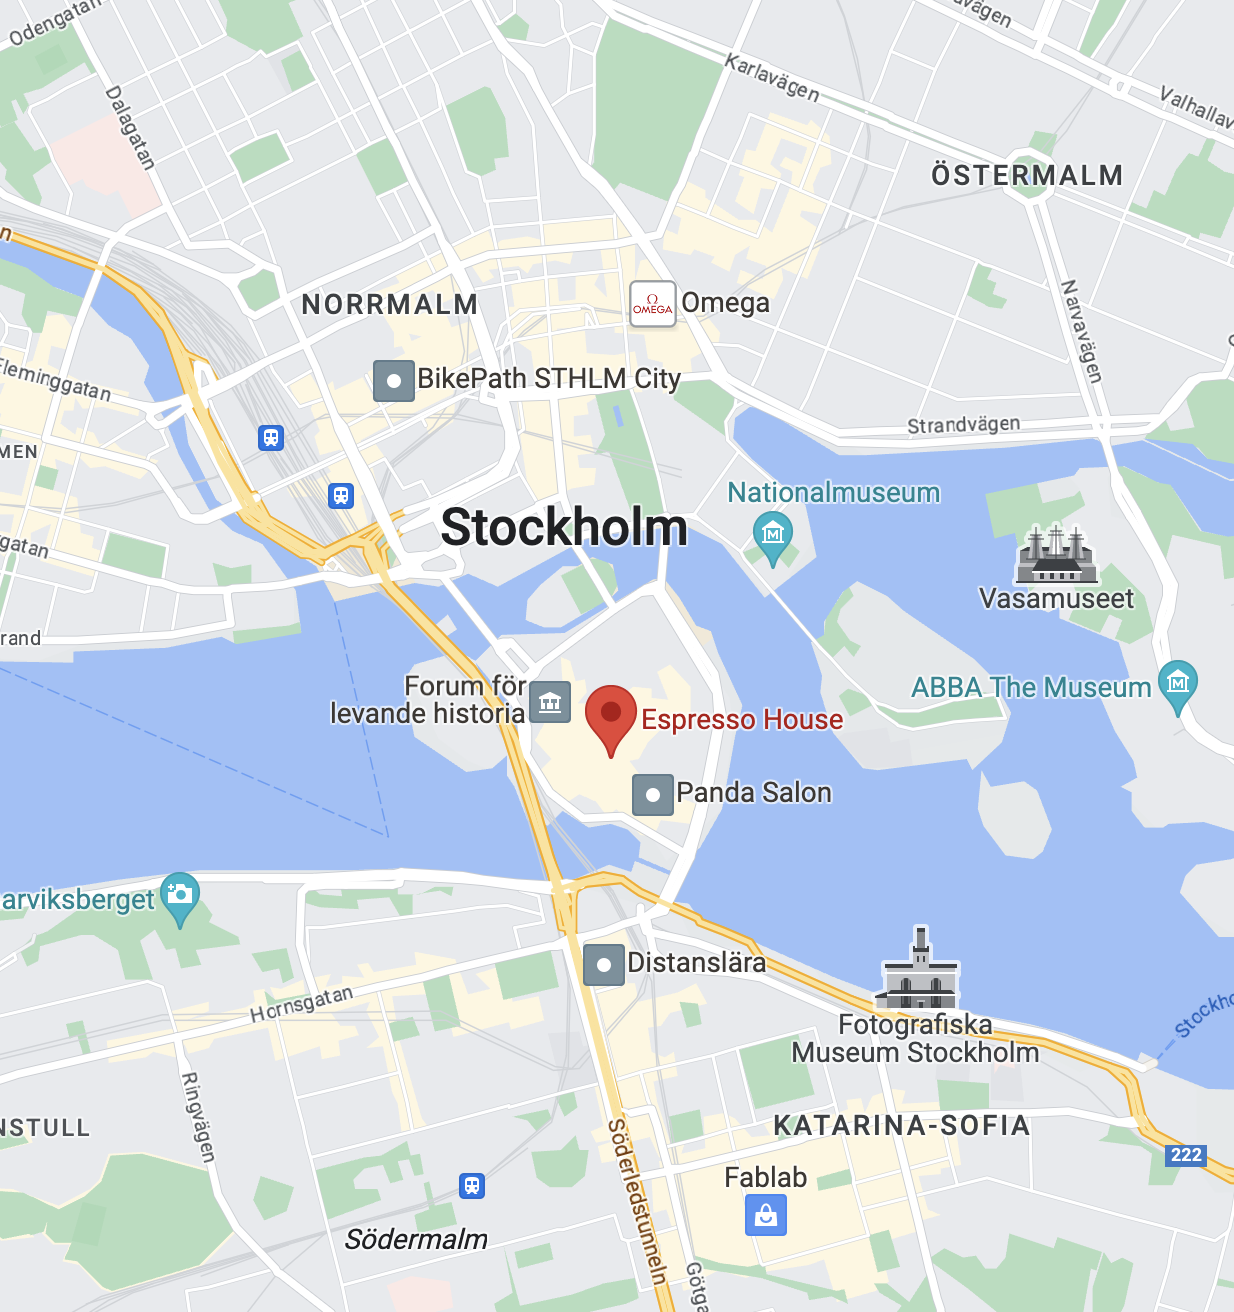 Odengatan
Dalagatan
Karlavägen
Valhallav
ÖSTERMALM
Narvavägen
NORRMALM
OMEGA
Omega
BikePath STHLM City
Fleminggatan
Strandvägen
MEN
Nationalmuseum
Stockholm
gatan
Vasamuseet
rand
Forum för
levande historia
Espresso House
ABBA The Museum
Panda Salon
arviksberget
Distanslära
Hornsgatan
Fotografiska
Museum Stockholm
Stockho
Ringvägen
NSTULL
KATARINA-SOFIA
222
Söderledstunneln
Fablab
Södermalm
Götga